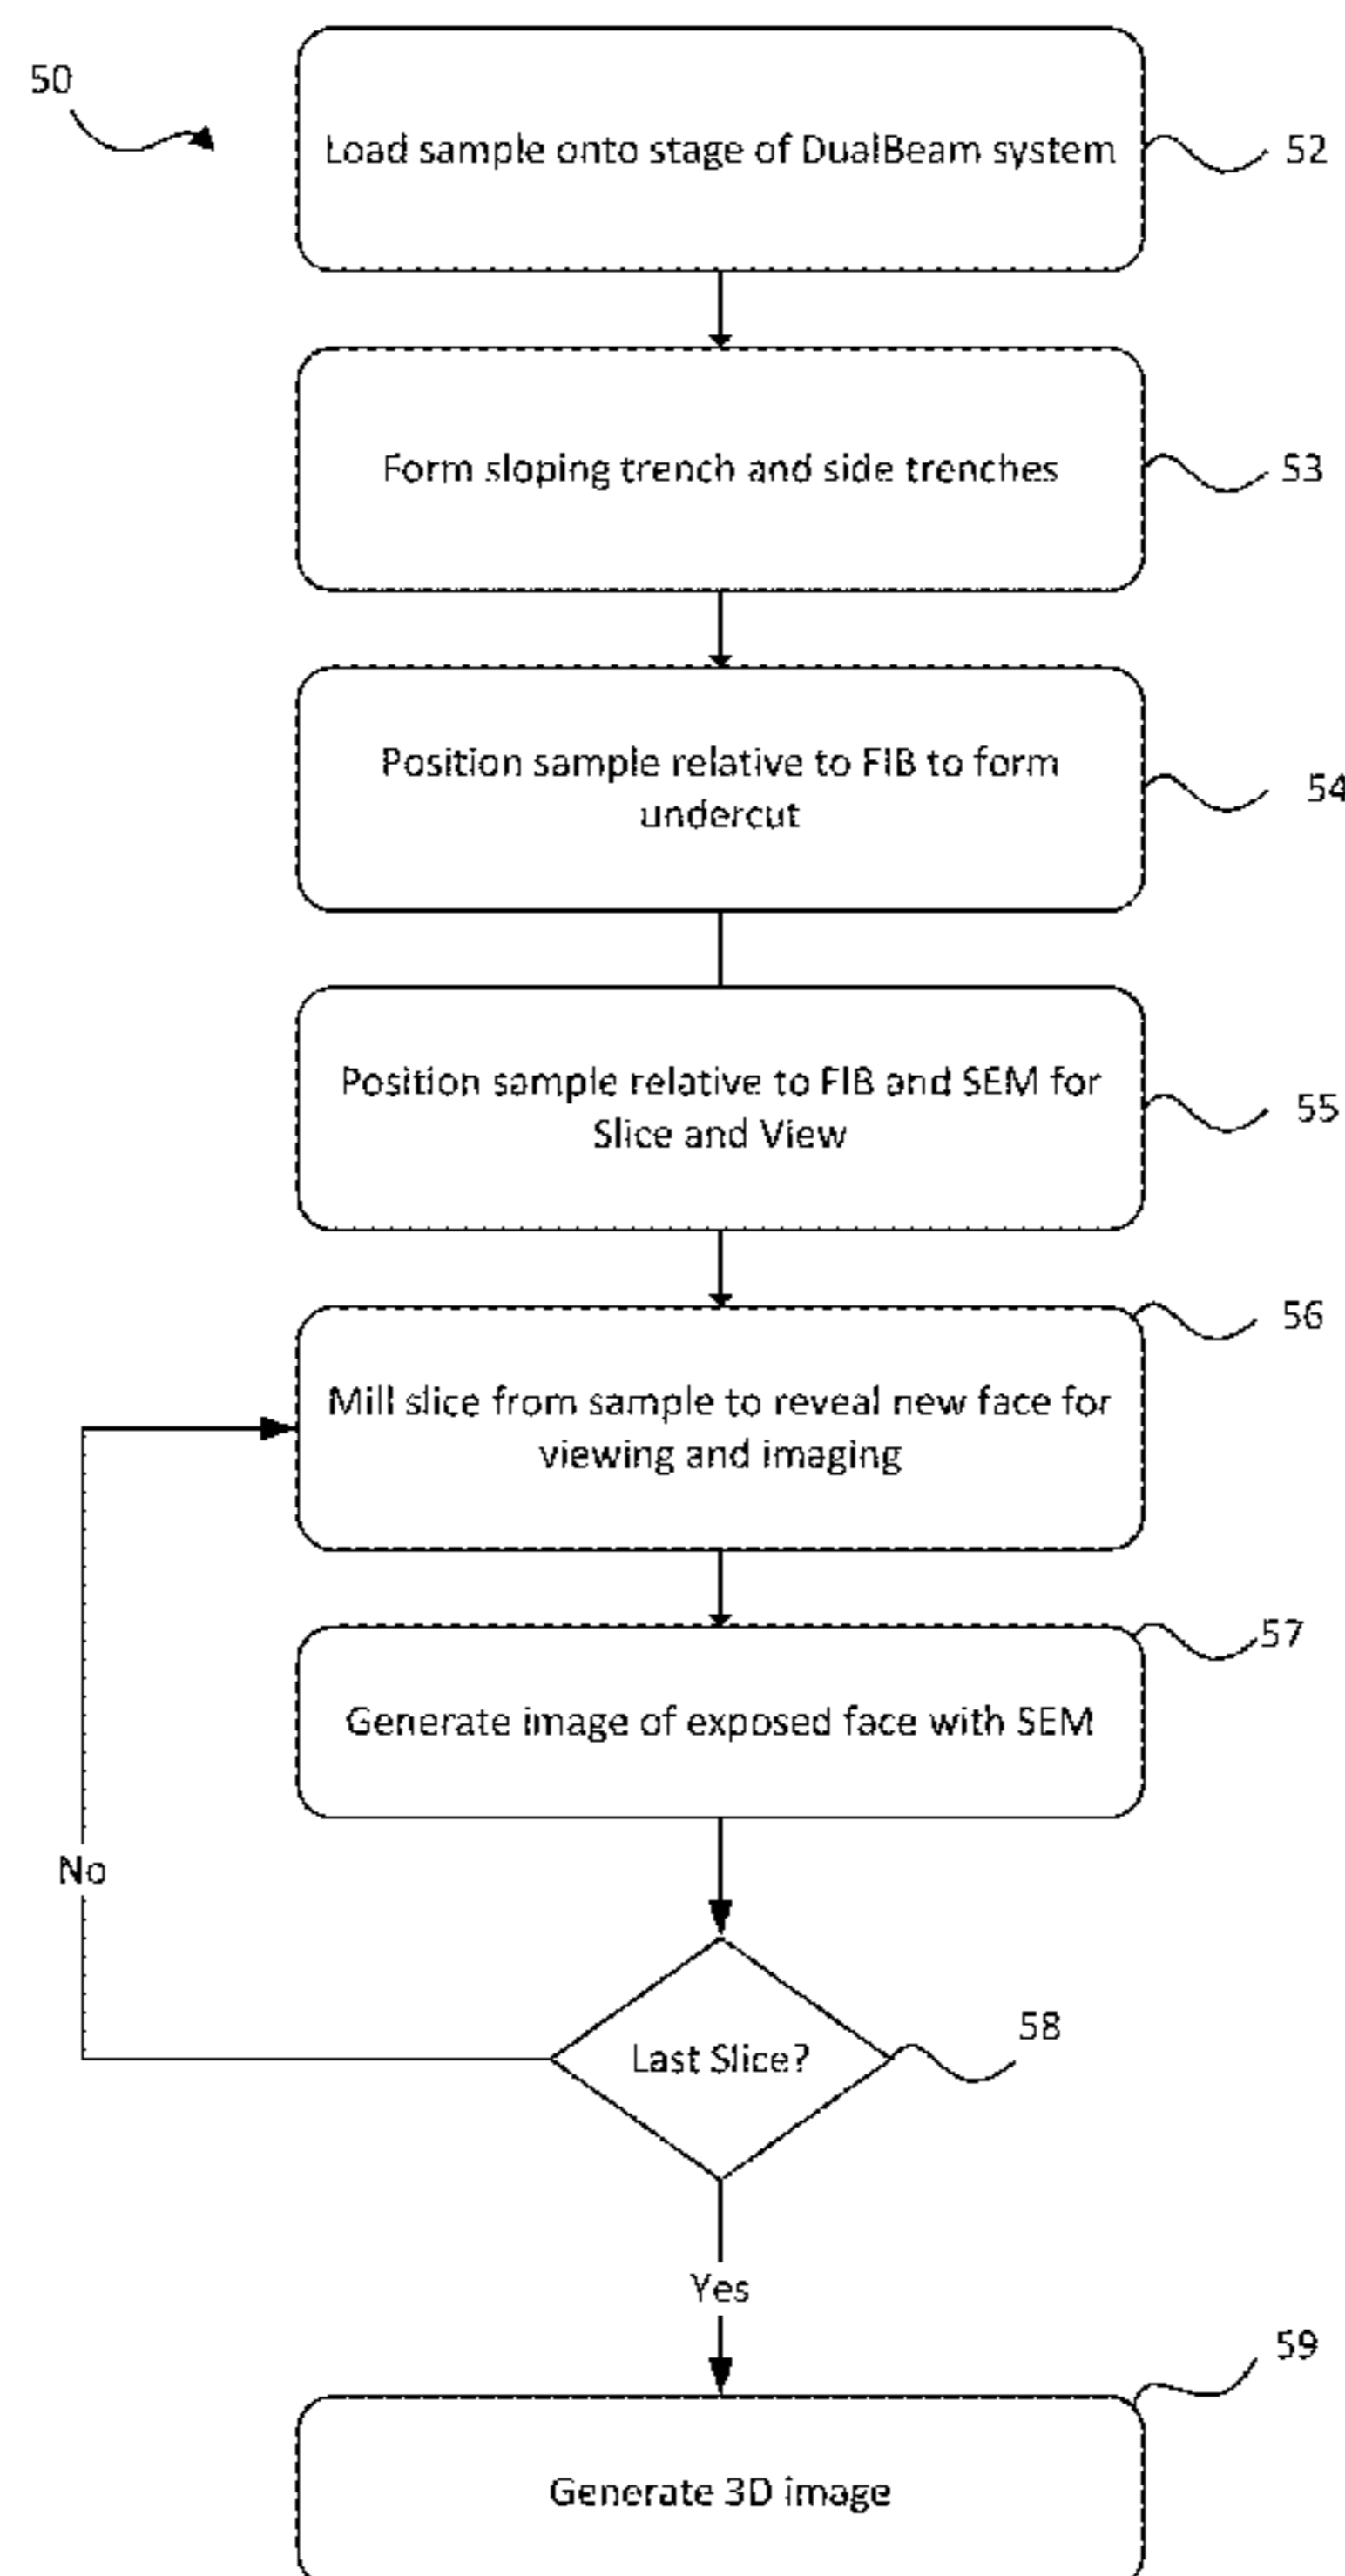 50
Load sample onto stage of DualBeam system
52
Form sloping trench and side trenches
53
Position sample relative to FIB to form
undercut
54
Position sample relative to FIB and SEM for
Slice and View
55
56
Mill slice from sample to reveal new face for
viewing and imaging
57
Generate image of exposed face with SEM
No
58
Last Slice?
Yes
59
Generate 3D image